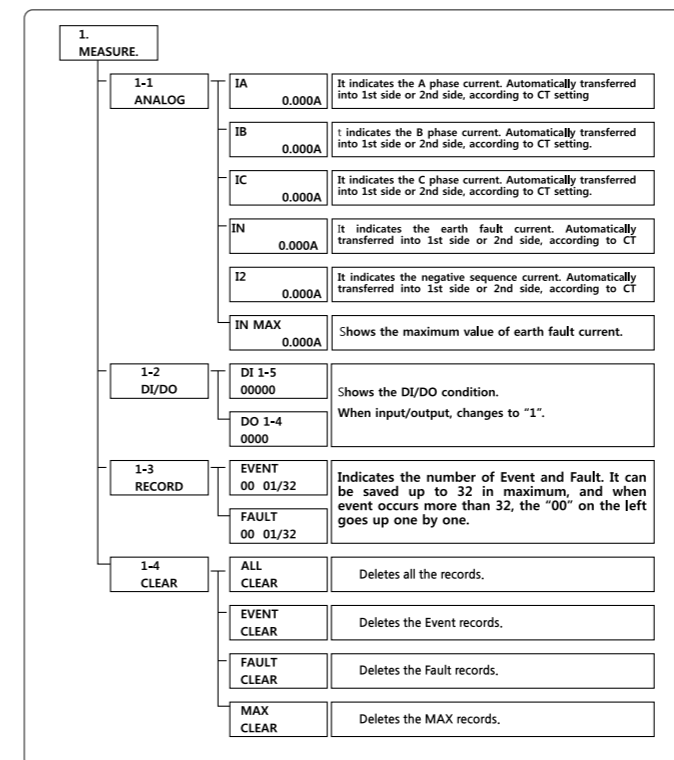 1.
MEASURE.
1-1
ANALOG
IA
0.000A
It indicates the A phase current. Automatically transferred
into 1st side or 2nd side, according to CT setting
IB
0.000A
t indicates the B phase current. Automatically transferred
into 1st side or 2nd side, according to CT setting.
IC
0.000A
It indicates the C phase current. Automatically transferred
into 1st side or 2nd side, according to CT setting.
IN
0.000A
It indicates the earth fault current. Automatically
transferred into 1st side or 2nd side, according to CT
I2
0.000A
It indicates the negative sequence current. Automatically
transferred into 1st side or 2nd side, according to CT
IN MAX
0.000A
Shows the maximum value of earth fault current.
1-2
DI/DO
DI 1-5
00000
DO 1-4
0000
Shows the DI/DO condition.
When input/output, changes to “1”.
1-3
RECORD
EVENT
00 01/32
FAULT
00 01/32
Indicates the number of Event and Fault. It can
be saved up to 32 in maximum, and when
event occurs more than 32, the “00” on the left
goes up one by one.
1-4
CLEAR
ALL
CLEAR
Deletes all the records.
EVENT
CLEAR
Deletes the Event records.
FAULT
CLEAR
Deletes the Fault records.
MAX
CLEAR
Deletes the MAX records.